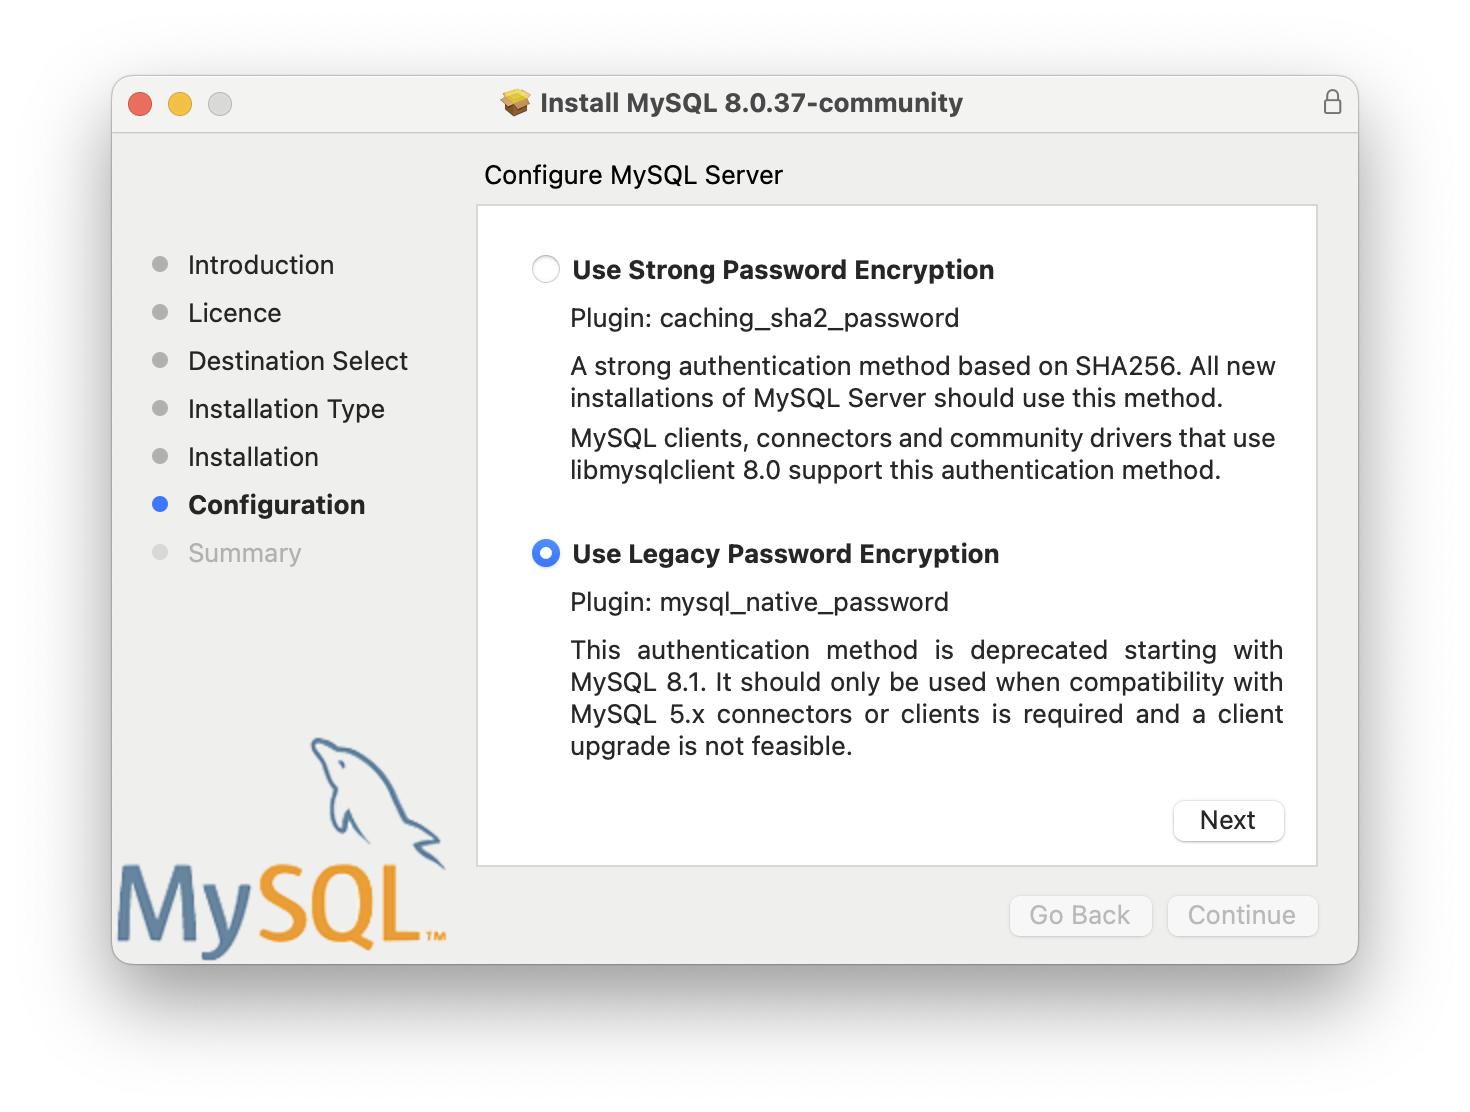 Install MySQL 8.0.37-community
Configure MySQL Server
Introduction
Licence
Destination Select
Installation Type
Installation
Configuration
Summary
Use Strong Password Encryption
Plugin: caching_sha2_password
A strong authentication method based on SHA256. All new
installations of MySQL Server should use this method.
MySQL clients, connectors and community drivers that use
libmysqlclient 8.0 support this authentication method.
Use Legacy Password Encryption
Plugin: mysql_native_password
This authentication method is deprecated starting with
MySQL 8.1. It should only be used when compatibility with
MySQL 5.x connectors or clients is required and a client
upgrade is not feasible.
Next
MySQL™
Go Back
Continue